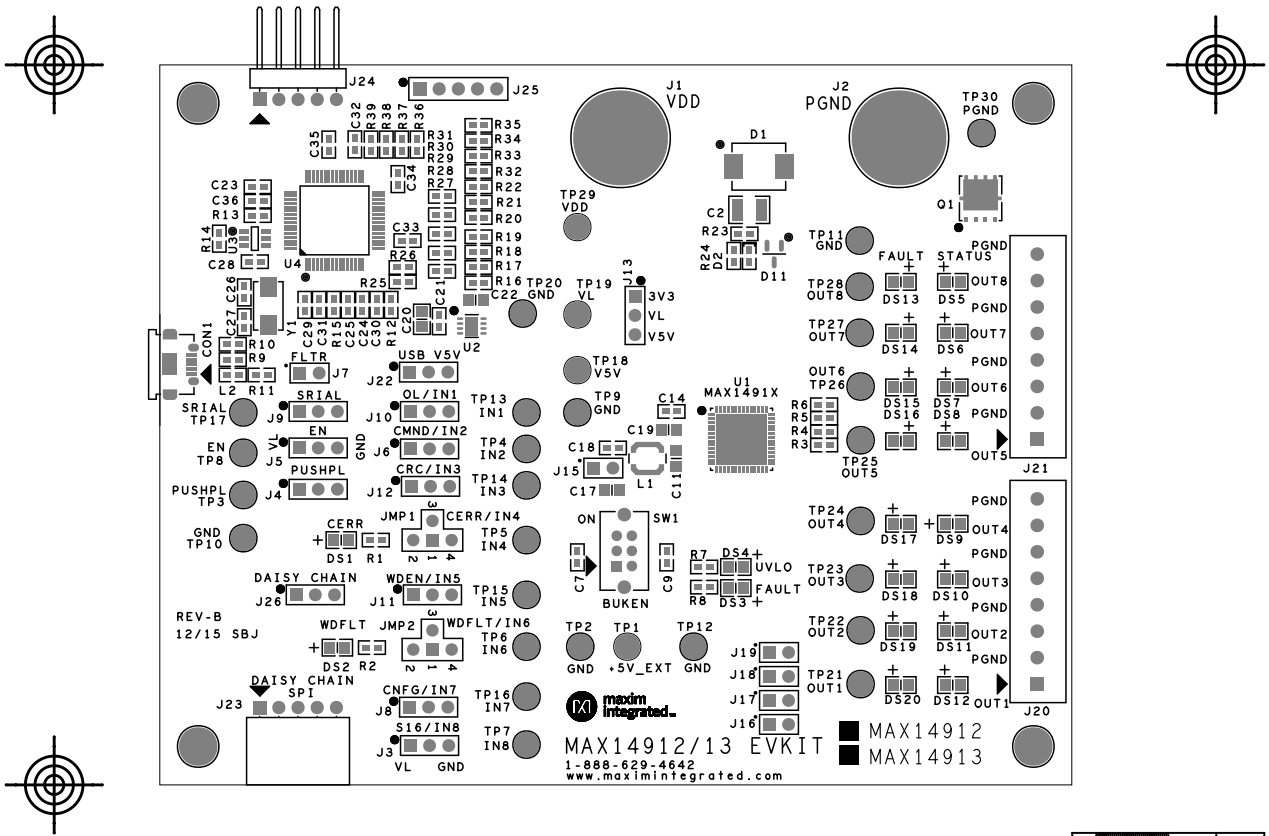 J24
J25
J1
VDD
J2
PGND
TP30
PGND
C35
C32
R39
R38
R37
R36
R31
R30
R29
R28
R27
R35
R34
R33
R32
R22
R21
R20
R19
R18
R17
R16
C34
C23
C36
R13
R14
U3
C28
U4
C33
R26
R25
C26
C27
Y1
C29
C31
R15
C25
C24
C30
R12
C20
C21
C22
U2
TP20
GND
TP29
VDD
TP19
VL
J13
3V3
VL
V5V
D1
C2
R23
R24
D2
D11
Q1
TP11
GND
FAULT
STATUS
PGND
TP28
OUT8
DS13
DS5
OUT8
PGND
TP27
OUT7
DS14
DS6
OUT7
PGND
OUT6
TP26
DS15
DS16
DS7
DS8
OUT6
PGND
TP25
OUT5
OUT5
J21
CON1
R10
R9
L2
R11
FLTR
J7
USB V5V
J22
TP18
V5V
TP9
GND
SRIAL
TP17
SRIAL
J9
OL/IN1
J10
TP13
IN1
EN
TP8
VL
J5
EN
GND
CMND/IN2
J6
TP4
IN2
PUSHPL
TP3
PUSHPL
J4
CRC/IN3
J12
TP14
IN3
GND
TP10
CERR
+
DS1
R1
JMP1
3
CERR/IN4
2
1
4
TP5
IN4
C14
C19
C18
J15
L1
C11
C17
U1
MAX1491X
R6
R5
R4
R3
ON
SW1
C7
C9
BUKEN
R7
DS4
+
UVLO
R8
DS3
+
FAULT
DAISY CHAIN
J26
WDEN/IN5
J11
TP15
IN5
REV-B
12/15 SBJ
WDFLT
+
DS2
R2
JMP2
3
WDFLT/IN6
2
1
4
TP6
IN6
TP2
GND
TP1
+5V_EXT
TP12
GND
DAISY CHAIN
SPI
J23
CNFG/IN7
J8
TP16
IN7
S16/IN8
J3
VL
GND
TP7
IN8
J19
J18
J17
J16
PGND
TP24
OUT4
DS17
DS9
OUT4
PGND
TP23
OUT3
DS18
DS10
OUT3
PGND
TP22
OUT2
DS19
DS11
OUT2
PGND
TP21
OUT1
DS20
DS12
OUT1
J20
maxim
integrated™
MAX14912/13 EVKIT
1-888-629-4642
www.maximintegrated.com
MAX14912
MAX14913